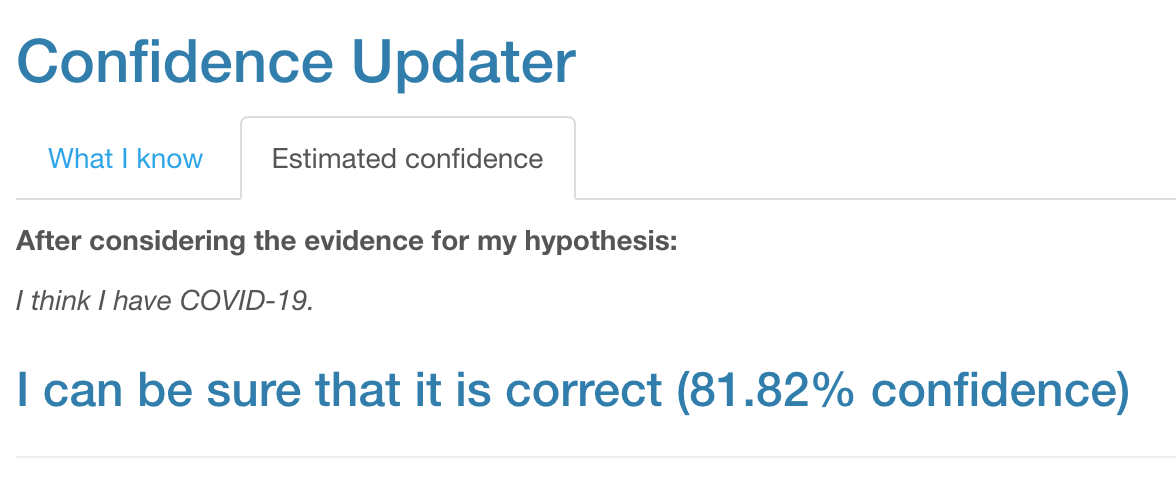 Confidence Updater
What I know
Estimated confidence
After considering the evidence for my hypothesis:
I think I have COVID-19.
I can be sure that it is correct (81.82% confidence)